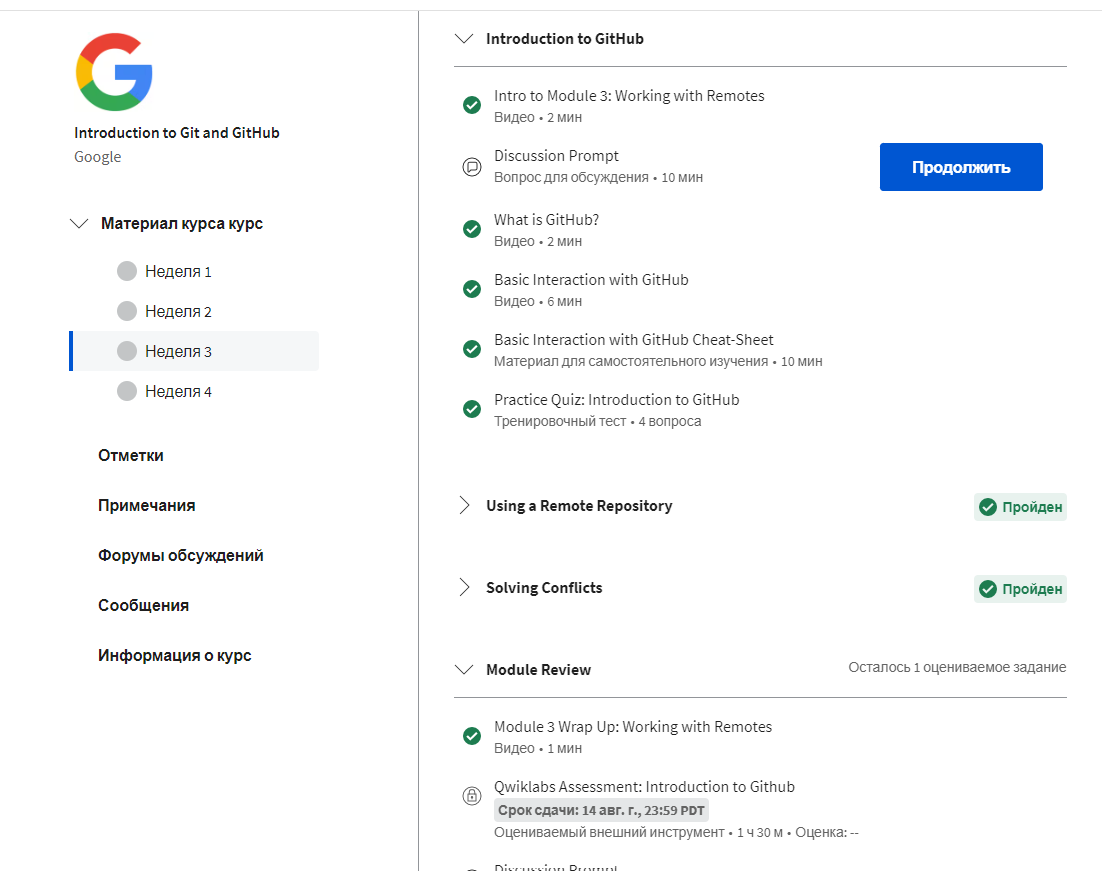 Introduction to Git and GitHub
Google
Материал курса курс
Неделя 1
Неделя 2
Неделя 3
Неделя 4
Отметки
Примечания
Форумы обсуждений
Сообщения
Информация о курс
Introduction to GitHub
Intro to Module 3: Working with Remotes
Видео • 2 мин
Discussion Prompt
Вопрос для обсуждения • 10 мин
Продолжить
What is GitHub?
Видео • 2 мин
Basic Interaction with GitHub
Видео • 6 мин
Basic Interaction with GitHub Cheat-Sheet
Материал для самостоятельного изучения • 10 мин
Practice Quiz: Introduction to GitHub
Тренировочный тест • 4 вопроса
Using a Remote Repository
Пройден
Solving Conflicts
Пройден
Module Review
Осталось 1 оцениваемое задание
Module 3 Wrap Up: Working with Remotes
Видео • 1 мин
Qwiklabs Assessment: Introduction to Github
Срок сдачи: 14 авг. г., 23:59 PDT
Оцениваемый внешний инструмент • 1 ч 30 м • Оценка: --
Discussion Prompt